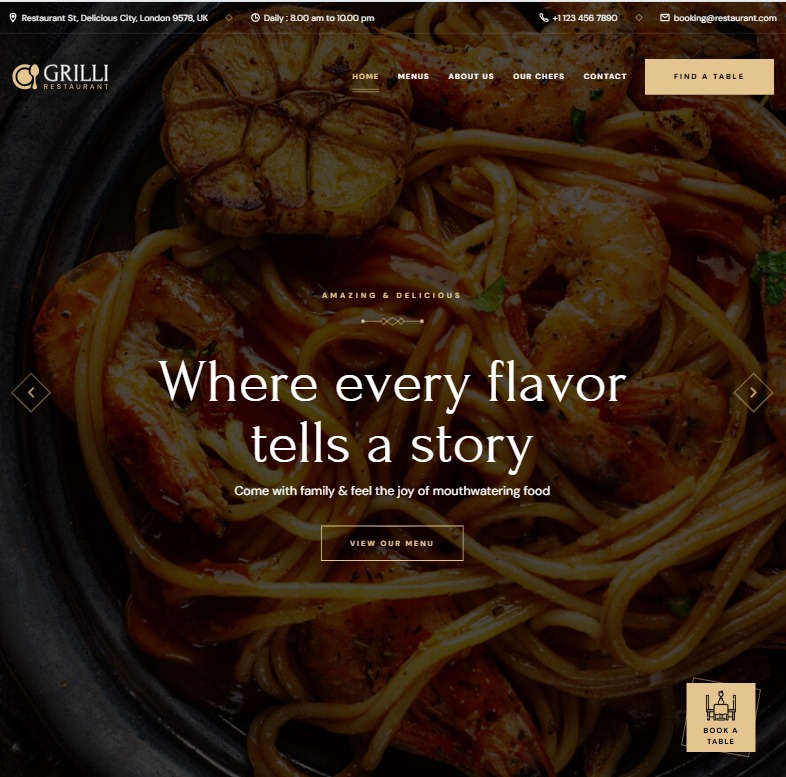 Restaurant St, Delicious City, London 9578, UK
Daily : 8.00 am to 10.00 pm
+1 123 456 7890
booking@restaurant.com
GRILLI
RESTAURANT
HOME
MENUS
ABOUT US
OUR CHEFS
CONTACT
FIND A TABLE
AMAZING & DELICIOUS
Where every flavor
tells a story
Come with family & feel the joy of mouthwatering food
VIEW OUR MENU
BOOK A
TABLE